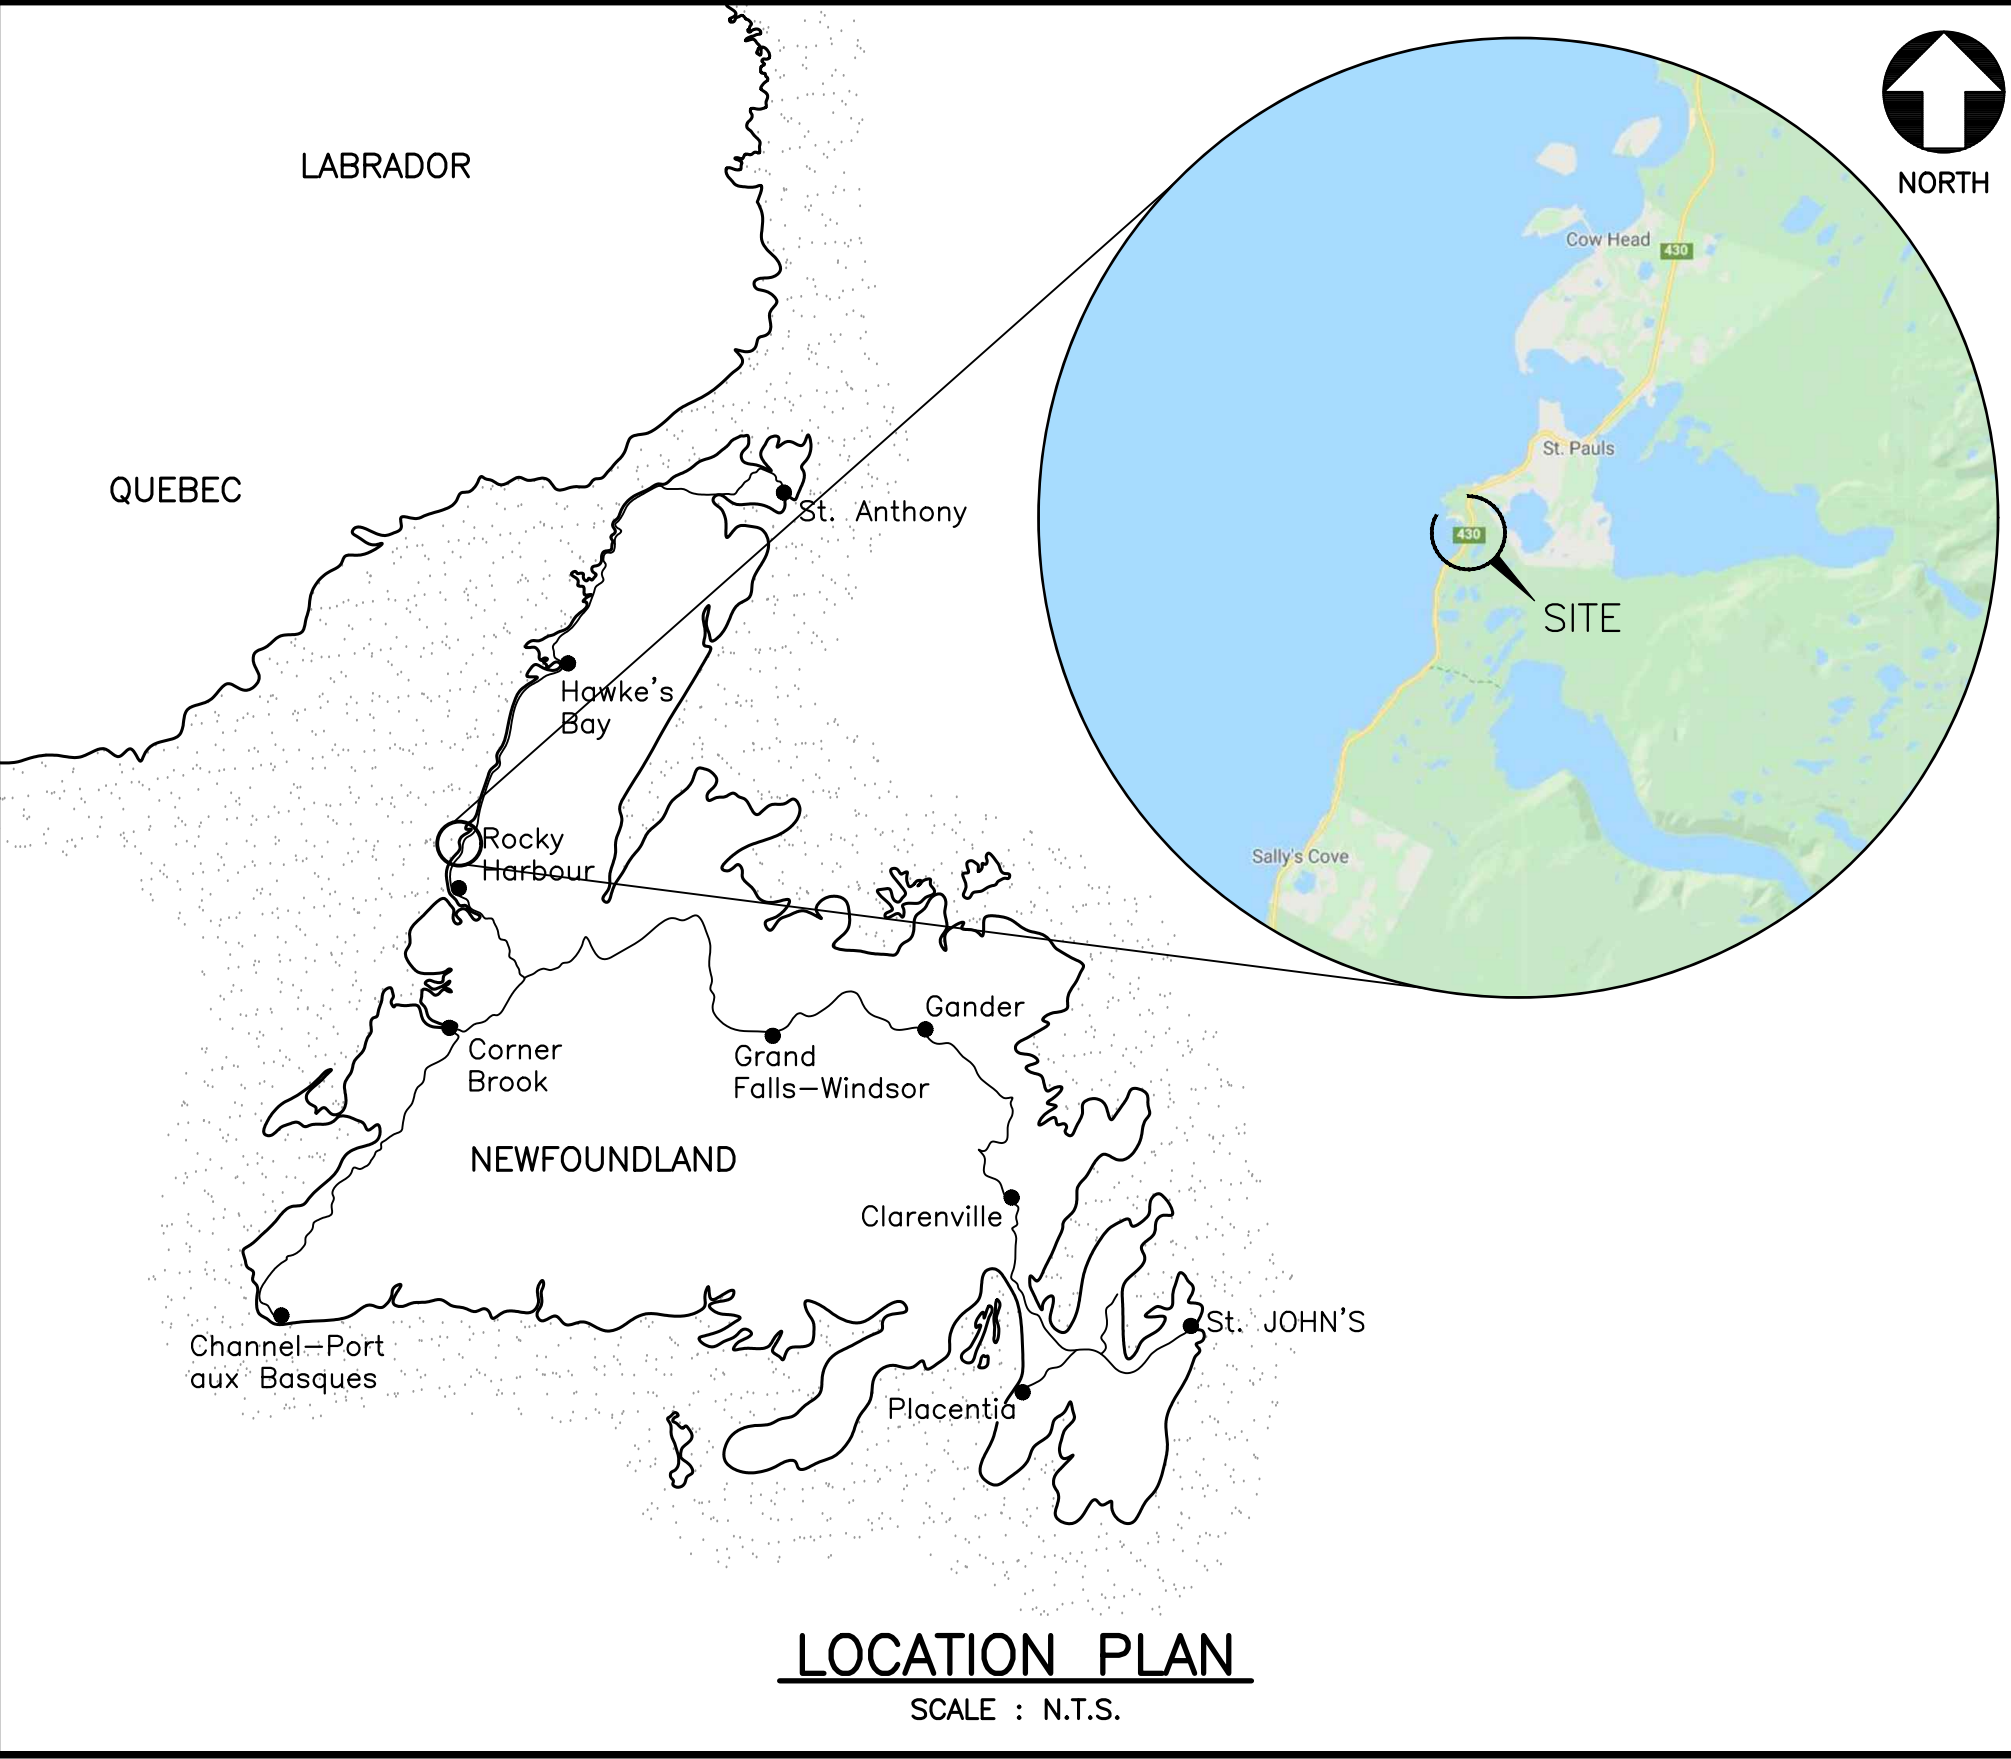 LABRADOR
NORTH
Cow Head
430
QUEBEC
St. Pauls
St. Anthony
430
SITE
Hawke's
Bay
Rocky
Harbour
Sally's Cove
Gander
Corner
Brook
Grand
Falls-Windsor
NEWFOUNDLAND
Clarenville
St. JOHN'S
Channel-Port
aux Basques
Placentia
LOCATION PLAN
SCALE : N.T.S.